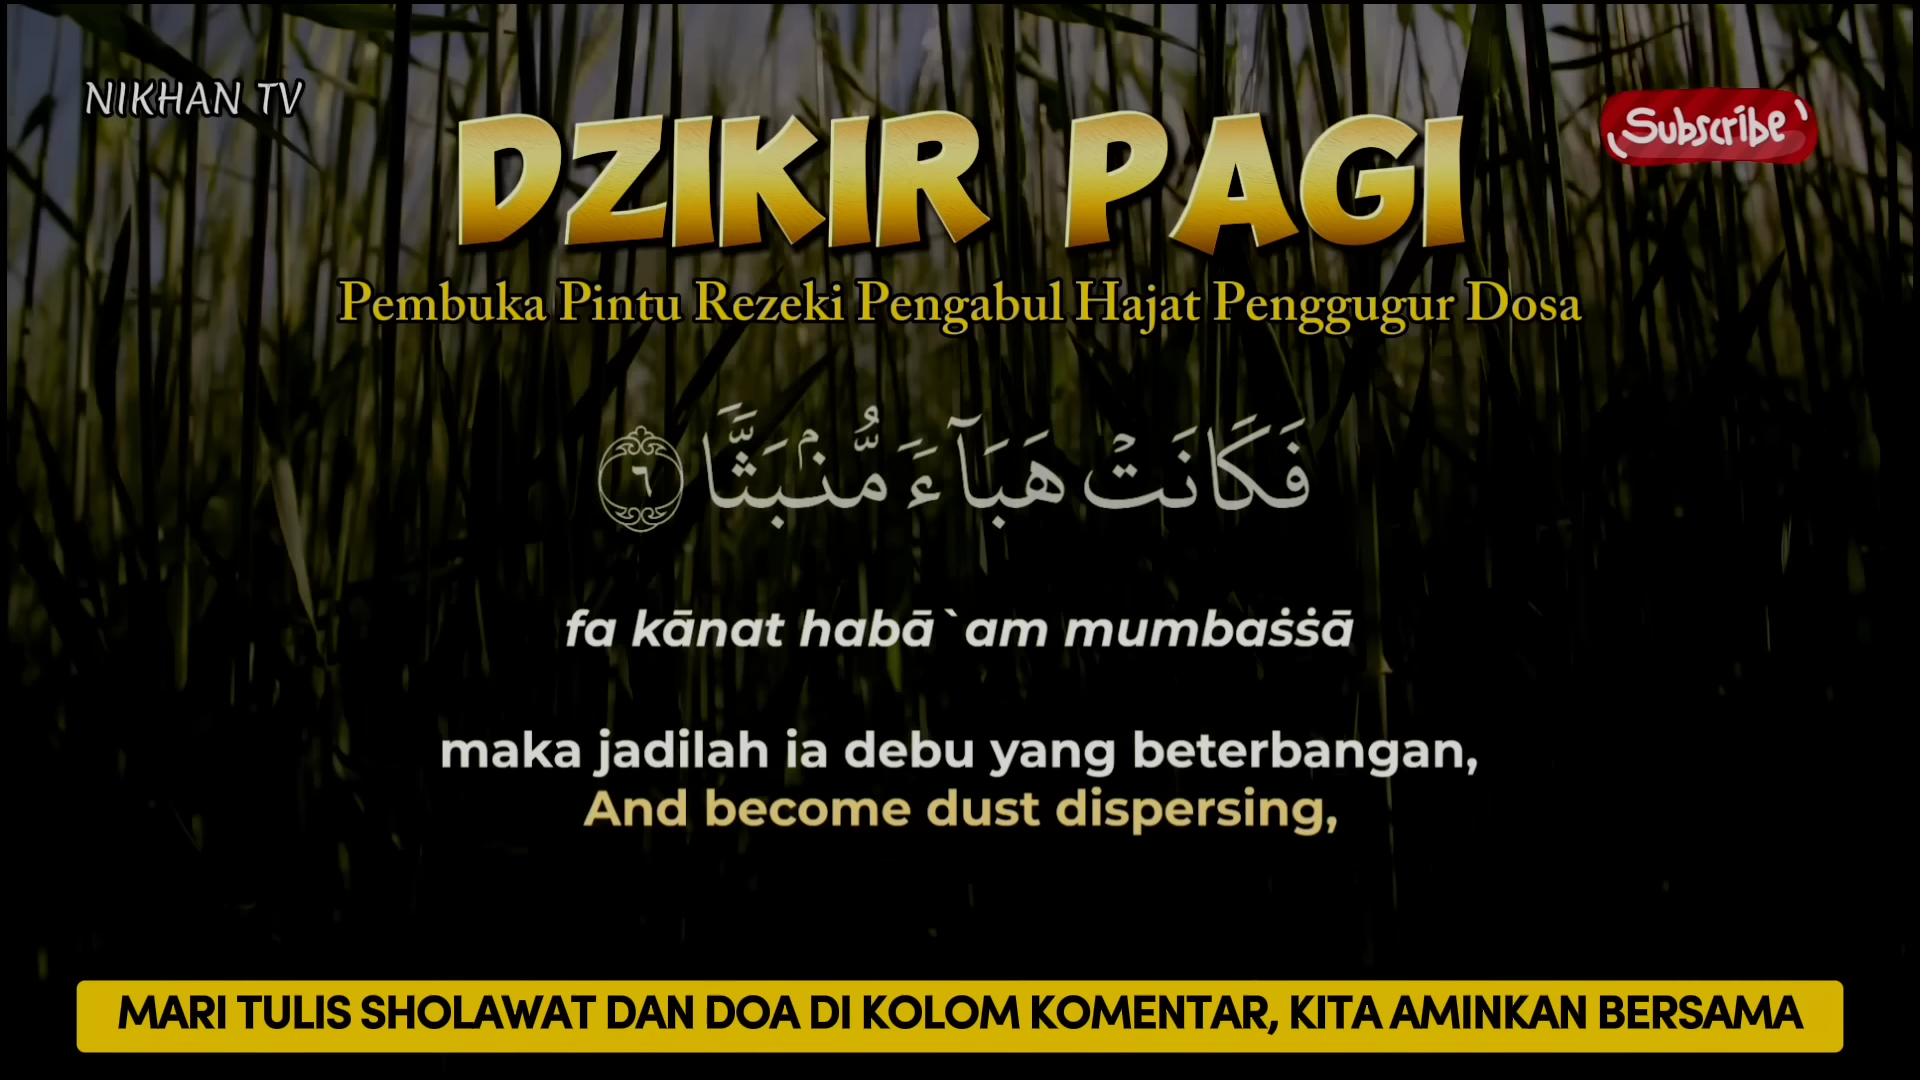 NIKHAN TV
Subscribe
DZIKIR PAGI
Pembuka Pintu Rezeki Pengabul Hajat Penggugur Dosa
فَكَانَتْ هَبَآءً مُّنۢبَثًّا ٦
fa kānat habā`am mumbaṡṡā
maka jadilah ia debu yang beterbangan,
And become dust dispersing,
MARI TULIS SHOLAWAT DAN DOA DI KOLOM KOMENTAR, KITA AMINKAN BERSAMA